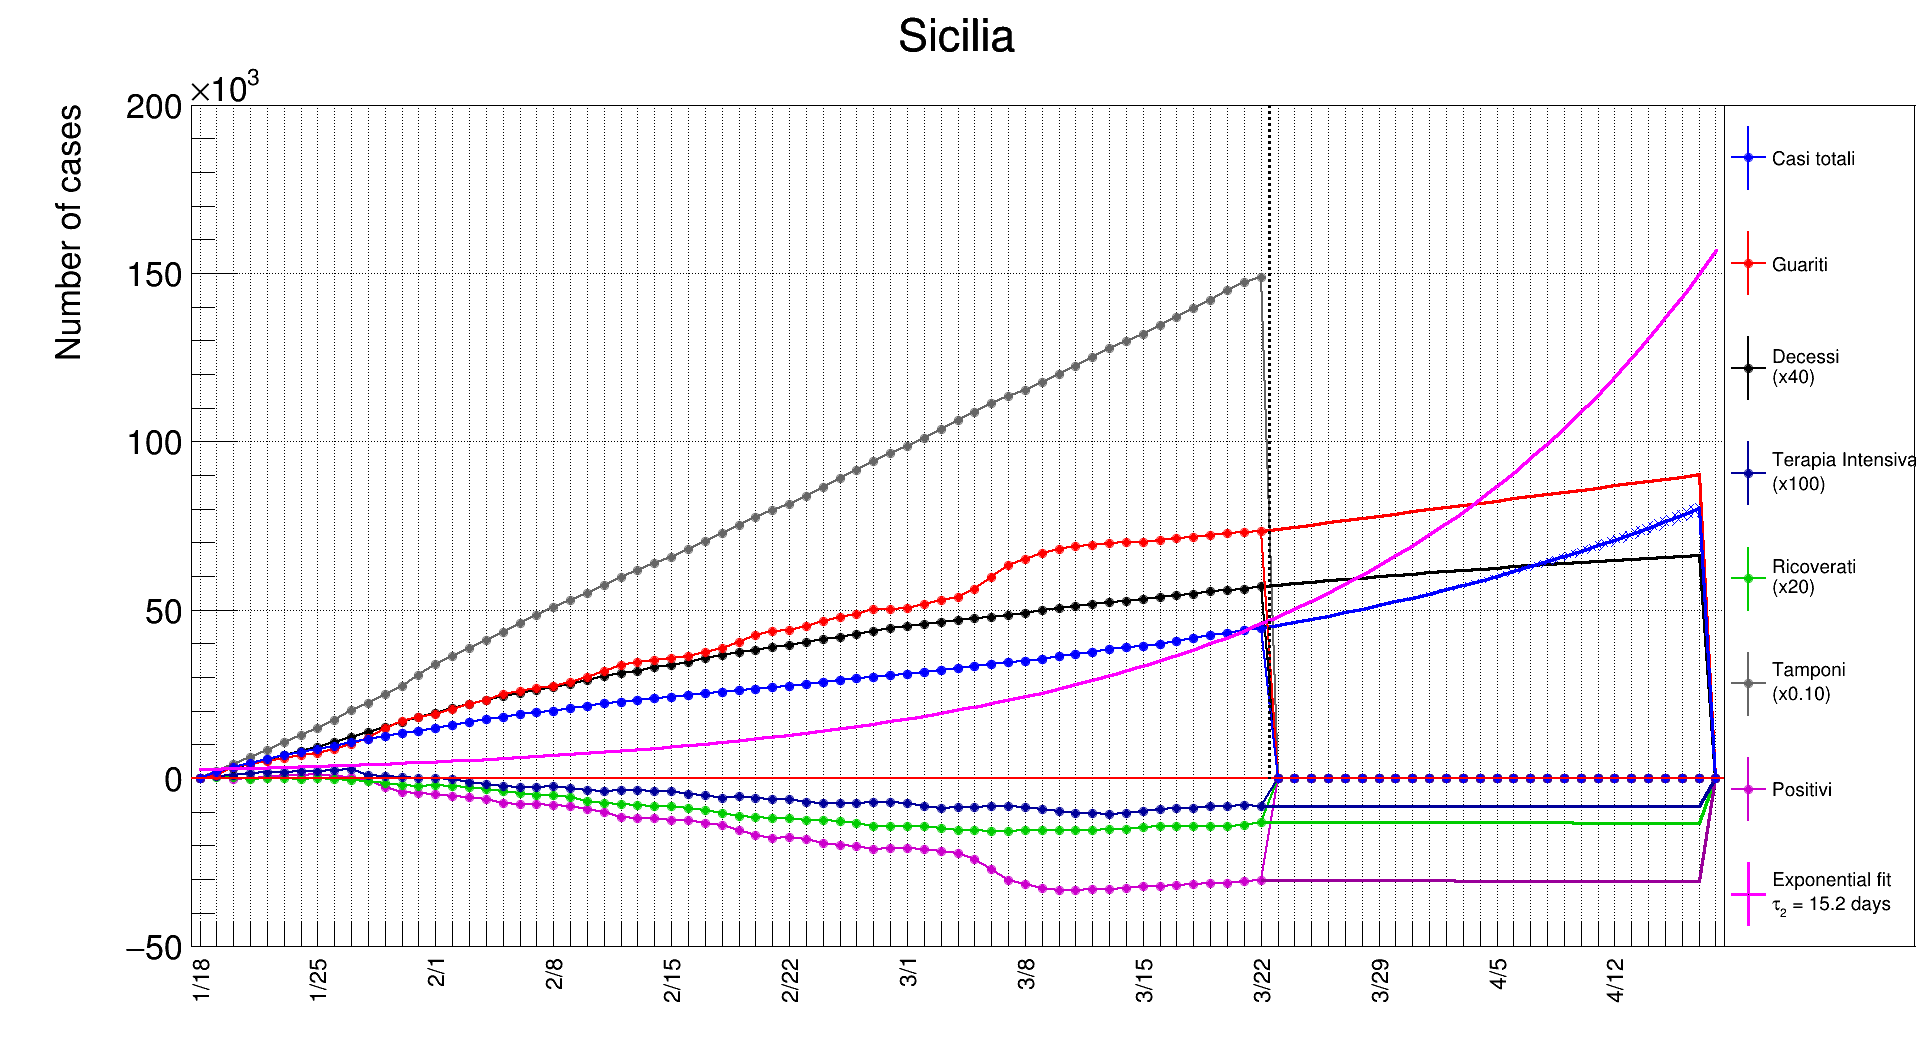 Sicilia
×10³
Number of cases
200
150
100
50
0
−50
1/18
1/25
2/1
2/8
2/15
2/22
3/1
3/8
3/15
3/22
3/29
4/5
4/12
Casi totali
Guariti
Decessi
(x40)
Terapia Intensiva
(x100)
Ricoverati
(x20)
Tamponi
(x0.10)
Positivi
Exponential fit
τ₂ = 15.2 days